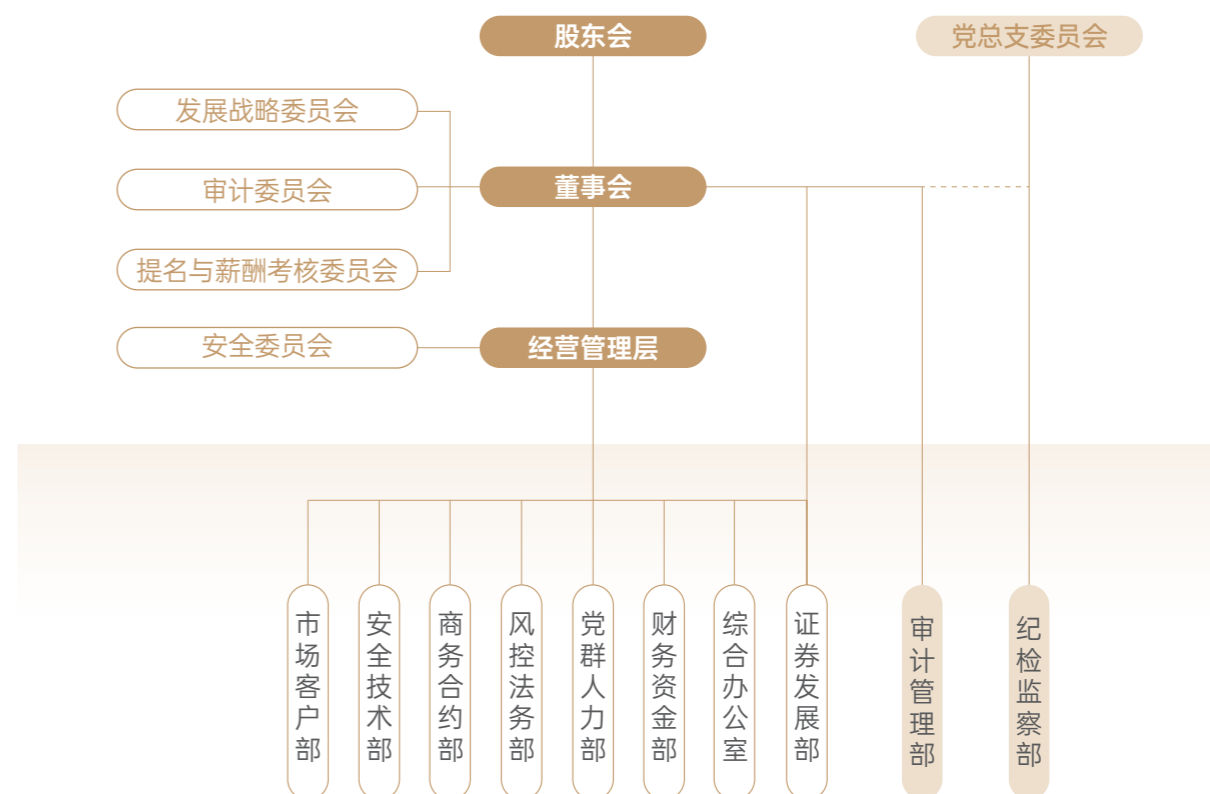 股东会
党总支委员会
发展战略委员会
审计委员会
董事会
提名与薪酬考核委员会
安全委员会
经营管理层
市场客户部
安全技术部
商务合约部
风控法务部
党群人力部
财务资金部
综合办公室
证券发展部
审计管理部
纪检监察部